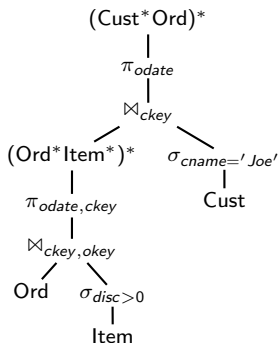 (Cust*Ord)*
π_odate
⋈_ckey
(Ord*Item*)*
σ_cname='Joe'
π_odate,ckey
Cust
⋈_ckey,okey
Ord
σ_disc>0
Item